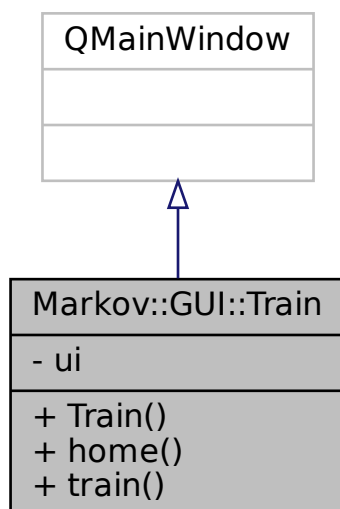 QMainWindow
Markov::GUI::Train
- ui
+ Train()
+ home()
+ train()